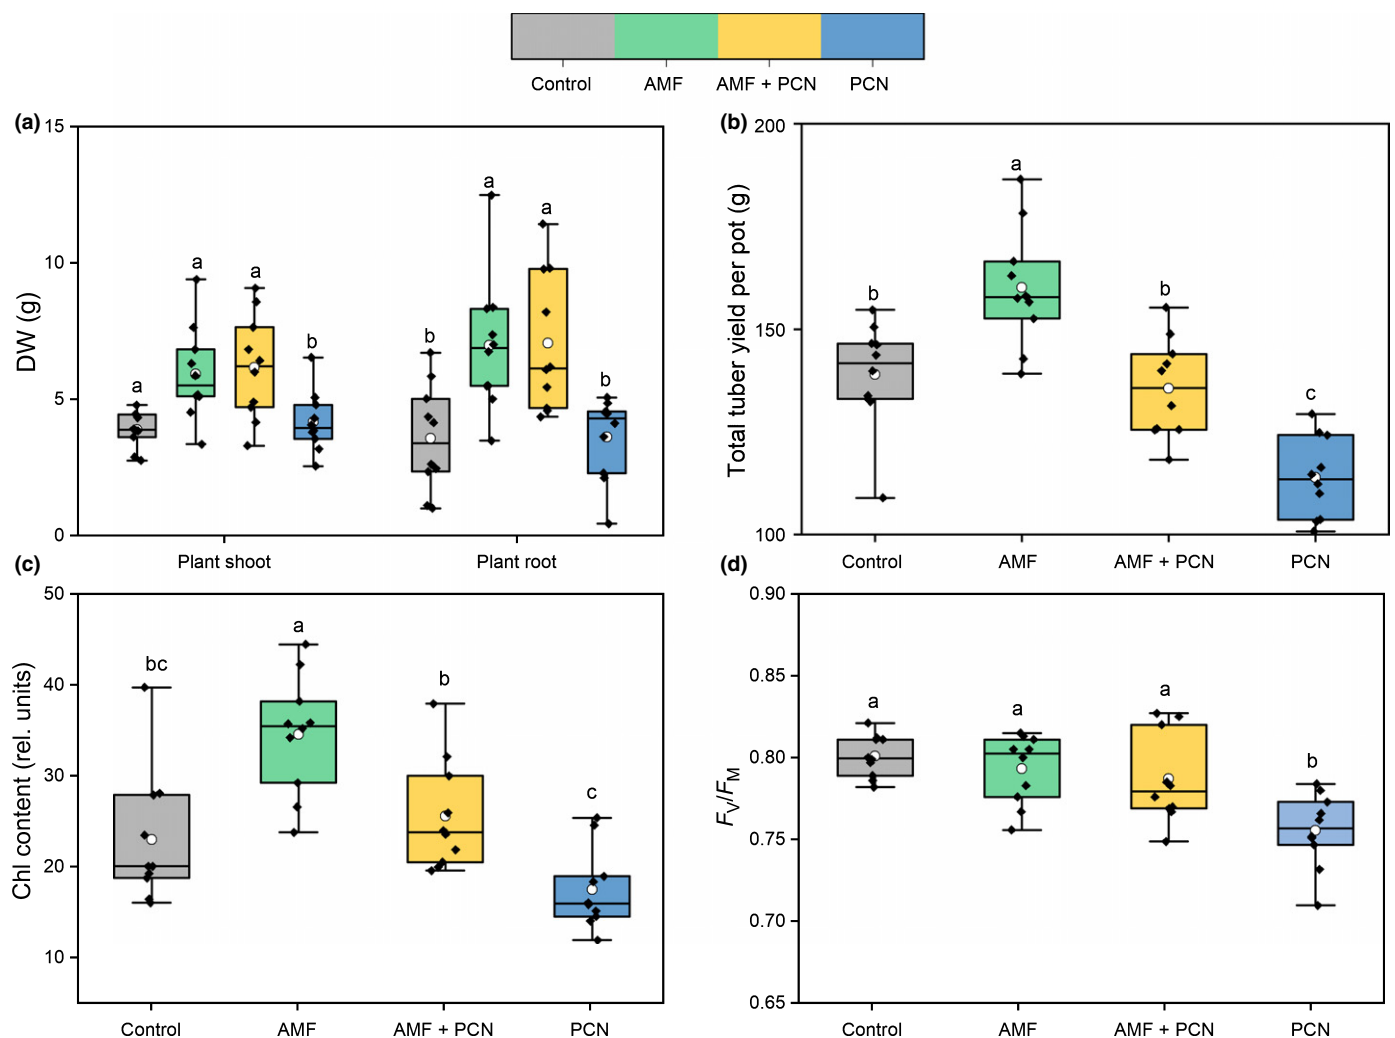 Control AMF AMF + PCN PCN
(a)
15
10
5
0
DW (g)
a
a
a
b
b
a
a
b
Plant shoot Plant root
(b)
200
150
100
Total tuber yield per pot (g)
b
a
b
c
Control AMF AMF + PCN PCN
(c)
50
40
30
20
10
Chl content (rel. units)
bc
a
b
c
Control AMF AMF + PCN PCN
(d)
0.90
0.85
0.80
0.75
0.70
0.65
FV/FM
a
a
a
b
Control AMF AMF + PCN PCN